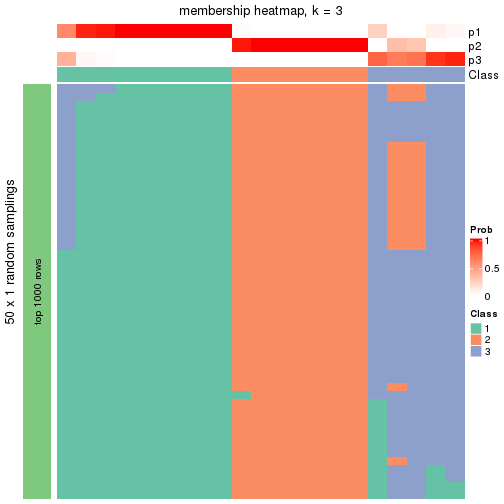 membership heatmap, k = 3
p1
p2
p3
Class
50 x 1 random samplings
top 1000 rows
Prob
1
0.5
0
Class
1
2
3